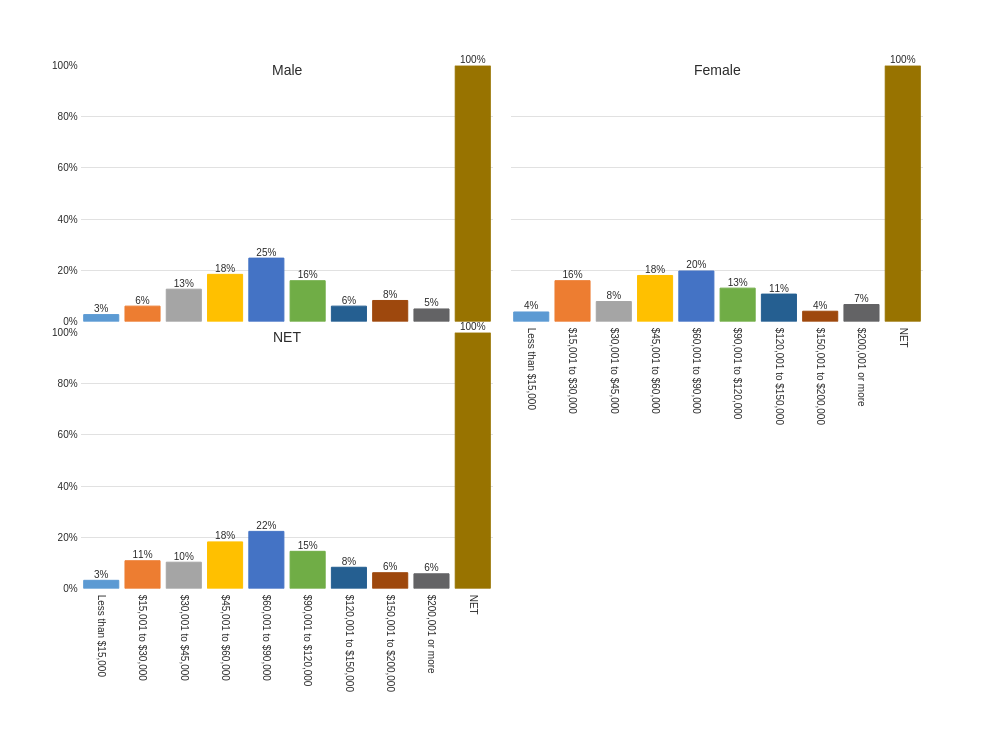 Male
100%
80%
60%
40%
20%
0%
3%
6%
13%
18%
25%
16%
6%
8%
5%
100%
Female
4%
16%
8%
18%
20%
13%
11%
4%
7%
100%
Less than $15,000
$15,001 to $30,000
$30,001 to $45,000
$45,001 to $60,000
$60,001 to $90,000
$90,001 to $120,000
$120,001 to $150,000
$150,001 to $200,000
$200,001 or more
NET
NET
100%
80%
60%
40%
20%
0%
3%
11%
10%
18%
22%
15%
8%
6%
6%
100%
Less than $15,000
$15,001 to $30,000
$30,001 to $45,000
$45,001 to $60,000
$60,001 to $90,000
$90,001 to $120,000
$120,001 to $150,000
$150,001 to $200,000
$200,001 or more
NET